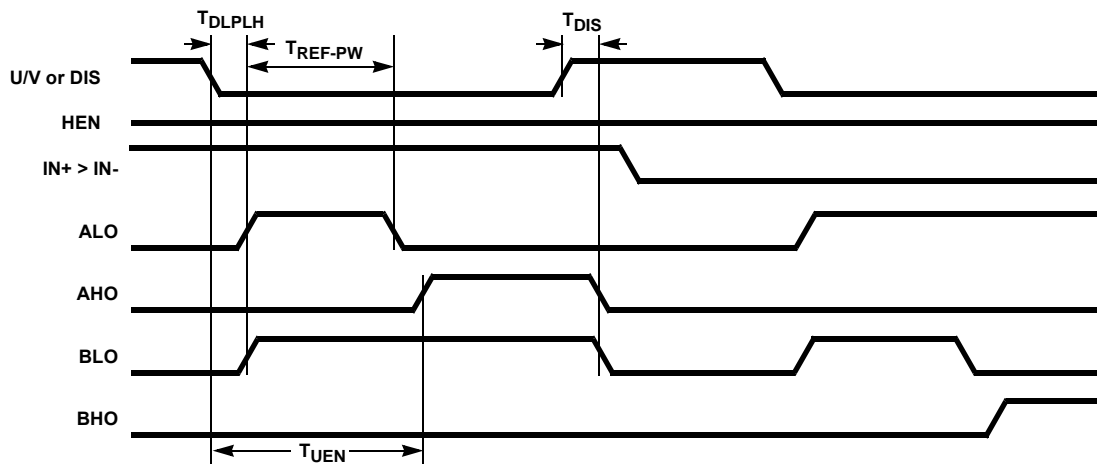 TDLPLH
TREF-PW
TDIS
U/V or DIS
HEN
IN+ > IN-
ALO
AHO
BLO
BHO
TUEN